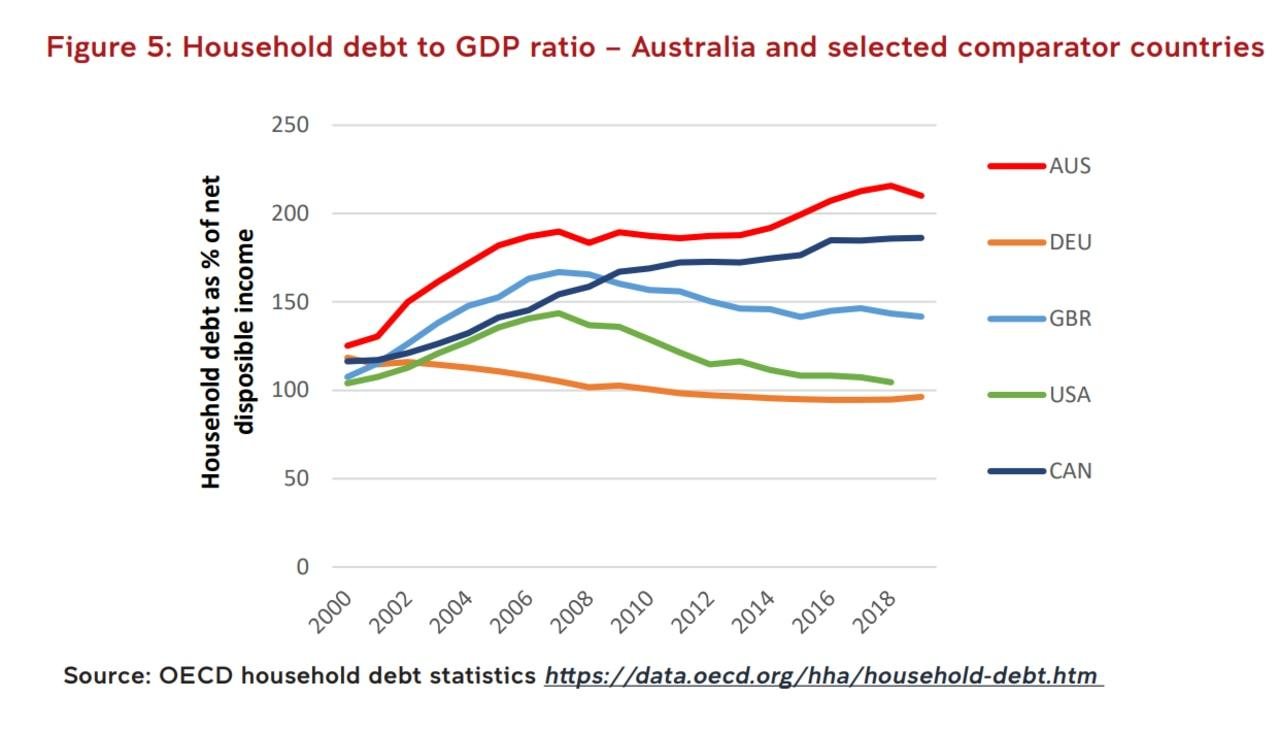 Figure 5: Household debt to GDP ratio – Australia and selected comparator countries
Household debt as % of net
disposible income
250
200
150
100
50
0
2000
2002
2004
2006
2008
2010
2012
2014
2016
2018
AUS
DEU
GBR
USA
CAN
Source: OECD household debt statistics https://data.oecd.org/hha/household-debt.htm